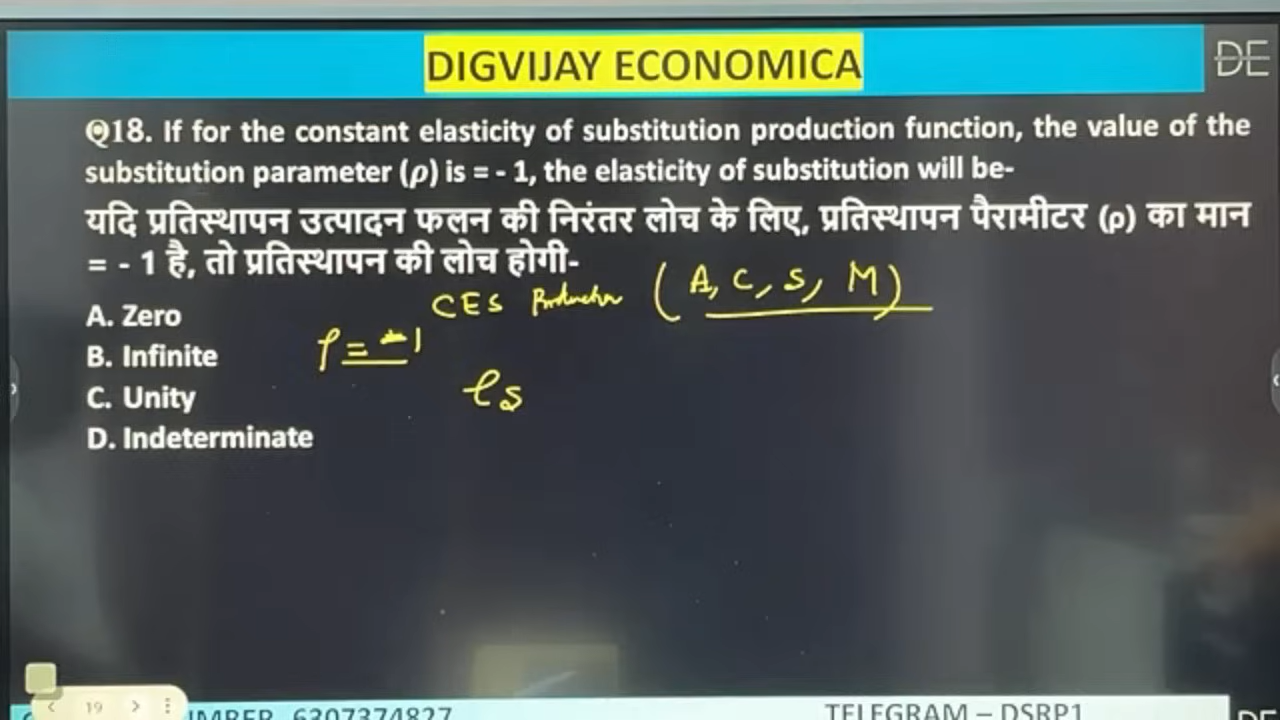 DIGVIJAY ECONOMICA
DE
Q18. If for the constant elasticity of substitution production function, the value of the
substitution parameter (ρ) is = - 1, the elasticity of substitution will be-
यदि प्रतिस्थापन उत्पादन फलन की निरंतर लोच के लिए, प्रतिस्थापन पैरामीटर (ρ) का मान
= - 1 है, तो प्रतिस्थापन की लोच होगी-
CES Production (A, C, S, M)
A. Zero
ρ = -1
B. Infinite
C. Unity
es
D. Indeterminate
19
6307374827
TELEGRAM – DSRP1